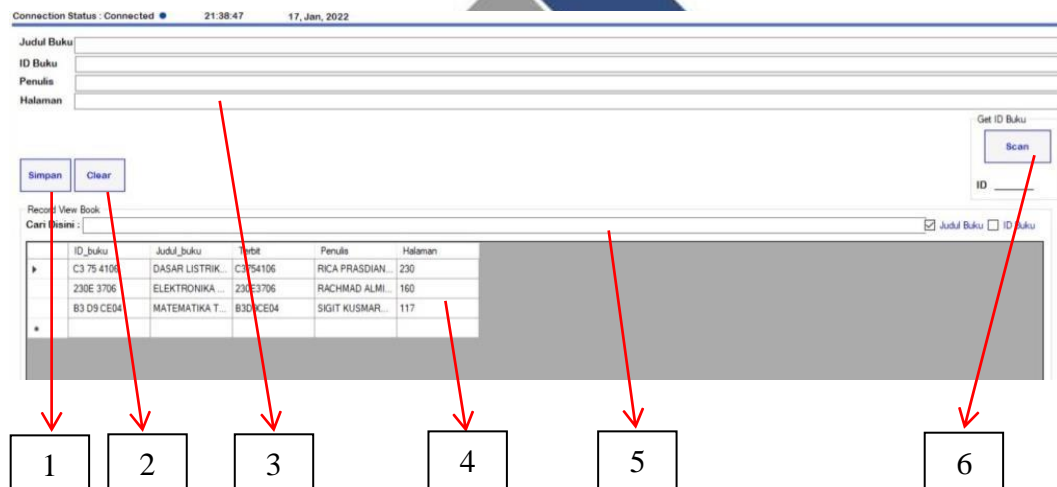 Connection Status : Connected 21:38:47 17, Jan, 2022
Judul Buku
ID Buku
Penulis
Halaman
Get ID Buku
Scan
Simpan Clear
ID
Record View Book
Cari Disini : Judul Buku ID Buku
ID_buku Judul_buku Terbit Penulis Halaman
C3 75 4106 DASAR LISTRIK... C3754106 RICA PRASDIAN... 230
230E 3706 ELEKTRONIKA ... 230E3706 RACHMAD ALMI... 160
B3 D9 CE04 MATEMATIKA T... B3D9CE04 SIGIT KUSMAR... 117
1 2 3 4 5 6